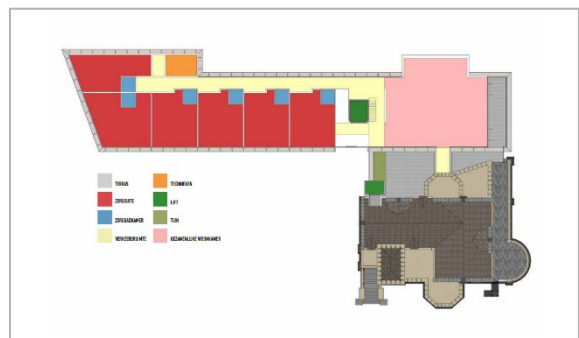 TERRAS
ZORGSUITE
ZORGBADKAMER
VERKEERSRUIMTE
TECHNIEKEN
LIFT
TUIN
GEZAMENLIJKE WOONKAMER